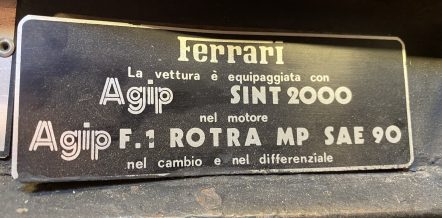 Ferrari
La vettura è equipaggiata con
Agip SINT 2000
nel motore
Agip F.1 ROTRA MP SAE 90
nel cambio e nel differenziale